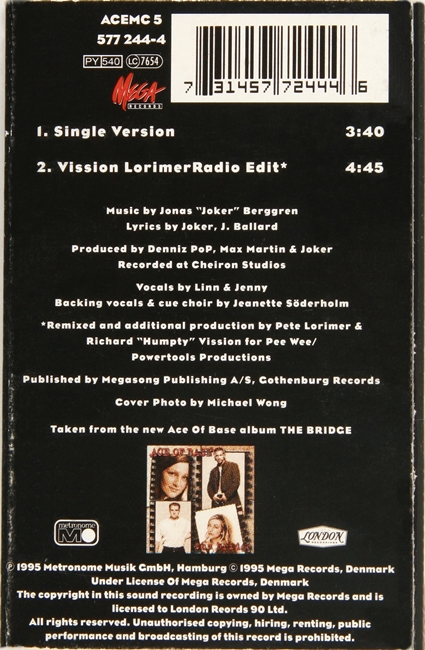 ACEMC 5
577 244-4
PY 540 LC 7654
MEGA
RECORDS
7 31457 72444 6
1. Single Version 3:40
2. Vission LorimerRadio Edit* 4:45
Music by Jonas "Joker" Berggren
Lyrics by Joker, J. Ballard
Produced by Denniz PoP, Max Martin & Joker
Recorded at Cheiron Studios
Vocals by Linn & Jenny
Backing vocals & cue choir by Jeanette Söderholm
*Remixed and additional production by Pete Lorimer &
Richard "Humpty" Vission for Pee Wee/
Powertools Productions
Published by Megasong Publishing A/S, Gothenburg Records
Cover Photo by Michael Wong
Taken from the new Ace Of Base album THE BRIDGE
ACE OF BASE
THE BRIDGE
metronome
LONDON
RECORDINGS
℗ 1995 Metronome Musik GmbH, Hamburg © 1995 Mega Records, Denmark
Under License Of Mega Records, Denmark
The copyright in this sound recording is owned by Mega Records and is
licensed to London Reords 90 Ltd.
All rights reserved. Unauthorised copying, hiring, renting, public
performance and broadcasting of this record is prohibited.